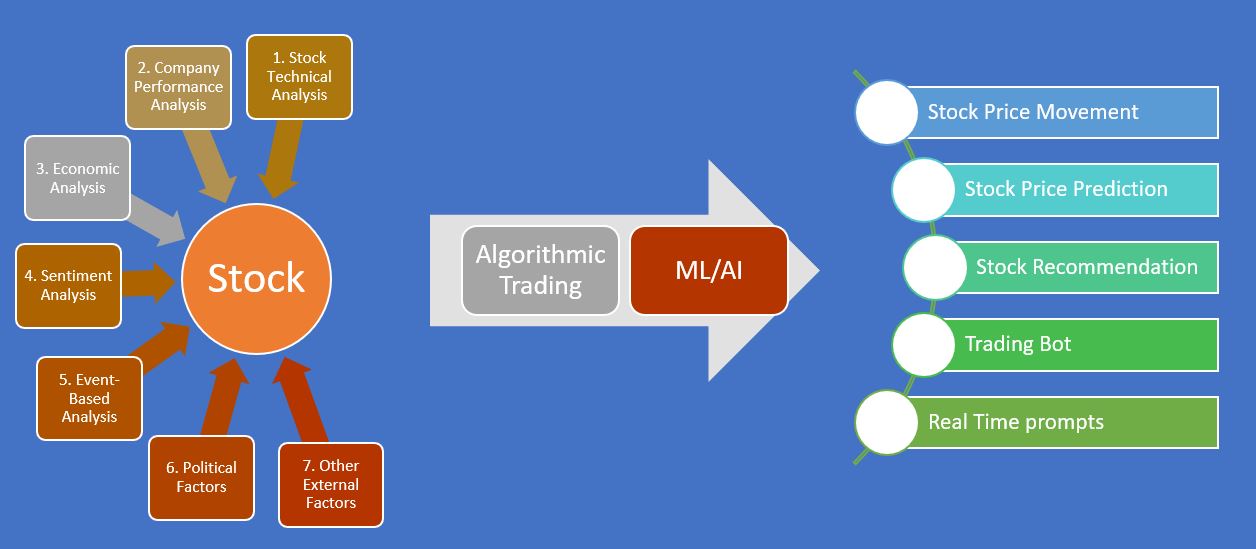 1. Stock
Technical
Analysis
2. Company
Performance
Analysis
3. Economic
Analysis
4. Sentiment
Analysis
5. Event-
Based
Analysis
6. Political
Factors
7. Other
External
Factors
Stock
Algorithmic
Trading
ML/AI
Stock Price Movement
Stock Price Prediction
Stock Recommendation
Trading Bot
Real Time prompts